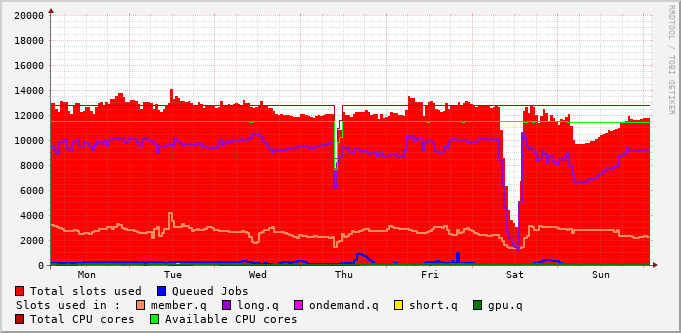 20000
18000
16000
14000
12000
10000
8000
6000
4000
2000
0
Mon Tue Wed Thu Fri Sat Sun
RRDTOOL / TOBI OETIKER
Total slots used Queued Jobs
Slots used in : member.q long.q ondemand.q short.q gpu.q
Total CPU cores Available CPU cores